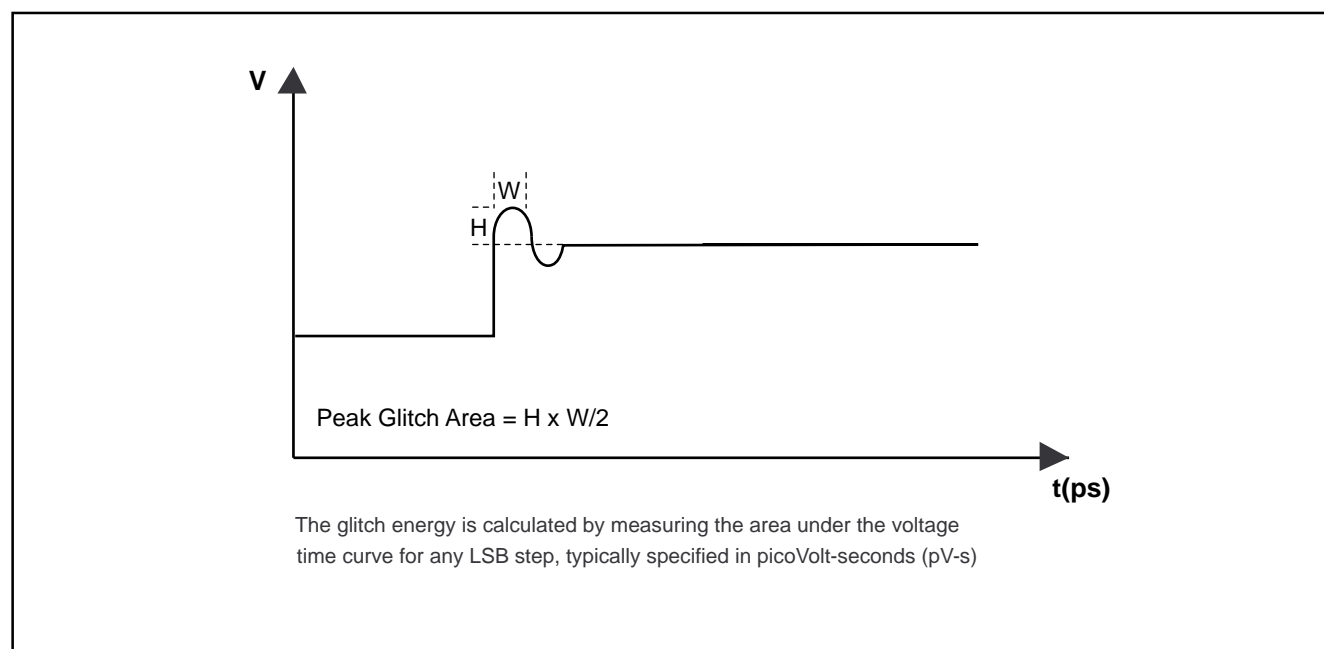 V
W
H
Peak Glitch Area = H x W/2
t(ps)
The glitch energy is calculated by measuring the area under the voltage
time curve for any LSB step, typically specified in picoVolt-seconds (pV-s)